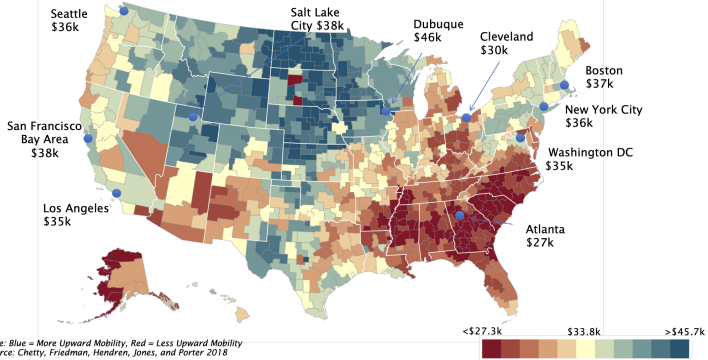 Seattle
$36k
Salt Lake
City $38k
Dubuque
$46k
Cleveland
$30k
Boston
$37k
New York City
$36k
San Francisco
Bay Area
$38k
Washington DC
$35k
Los Angeles
$35k
Atlanta
$27k
<$27.3k $33.8k >$45.7k
e: Blue = More Upward Mobility, Red = Less Upward Mobility
rce: Chetty, Friedman, Hendren, Jones, and Porter 2018